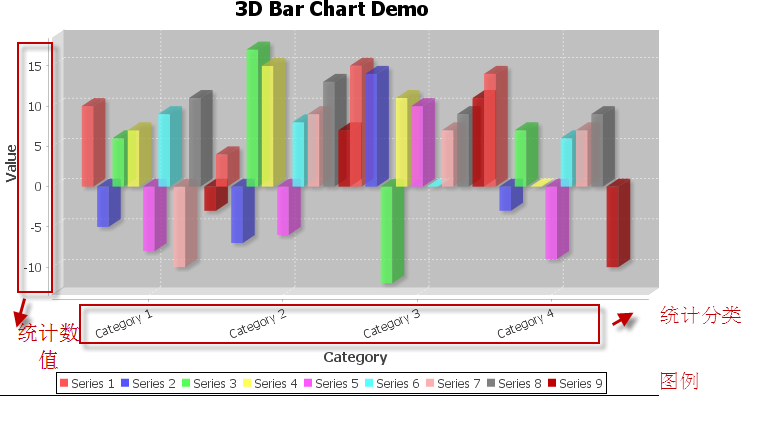 3D Bar Chart Demo
15
10
5
0
-5
-10
Value
统计数
值
Category 1
Category 2
Category 3
Category 4
统计分类
Category
Series 1 Series 2 Series 3 Series 4 Series 5 Series 6 Series 7 Series 8 Series 9
图例